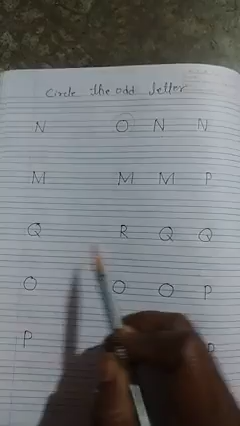 Circle the odd letter
N O N N
M M M P
Q R Q Q
O O O P
P